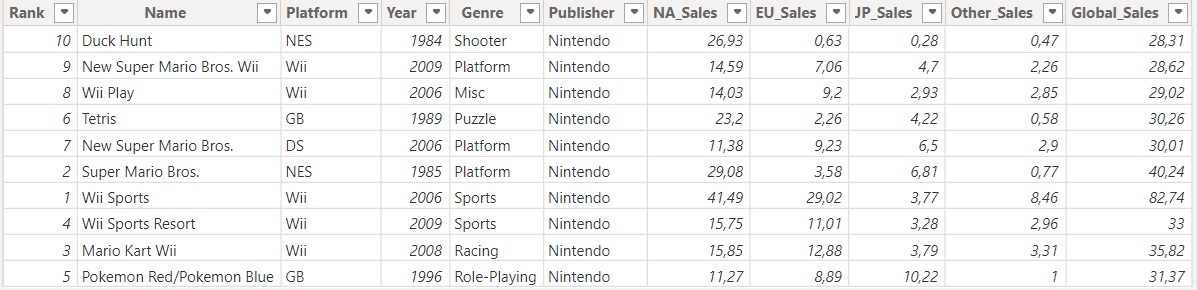 Rank Name Platform Year Genre Publisher NA_Sales EU_Sales JP_Sales Other_Sales Global_Sales
10 Duck Hunt NES 1984 Shooter Nintendo 26,93 0,63 0,28 0,47 28,31
9 New Super Mario Bros. Wii Wii 2009 Platform Nintendo 14,59 7,06 4,7 2,26 28,62
8 Wii Play Wii 2006 Misc Nintendo 14,03 9,2 2,93 2,85 29,02
6 Tetris GB 1989 Puzzle Nintendo 23,2 2,26 4,22 0,58 30,26
7 New Super Mario Bros. DS 2006 Platform Nintendo 11,38 9,23 6,5 2,9 30,01
2 Super Mario Bros. NES 1985 Platform Nintendo 29,08 3,58 6,81 0,77 40,24
1 Wii Sports Wii 2006 Sports Nintendo 41,49 29,02 3,77 8,46 82,74
4 Wii Sports Resort Wii 2009 Sports Nintendo 15,75 11,01 3,28 2,96 33
3 Mario Kart Wii Wii 2008 Racing Nintendo 15,85 12,88 3,79 3,31 35,82
5 Pokemon Red/Pokemon Blue GB 1996 Role-Playing Nintendo 11,27 8,89 10,22 1 31,37